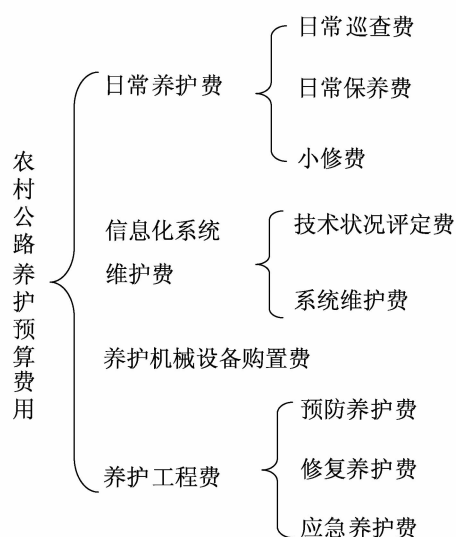 农村公路养护预算费用
日常养护费
日常巡查费
日常保养费
小修费
信息化系统
维护费
技术状况评定费
系统维护费
养护机械设备购置费
养护工程费
预防养护费
修复养护费
应急养护费